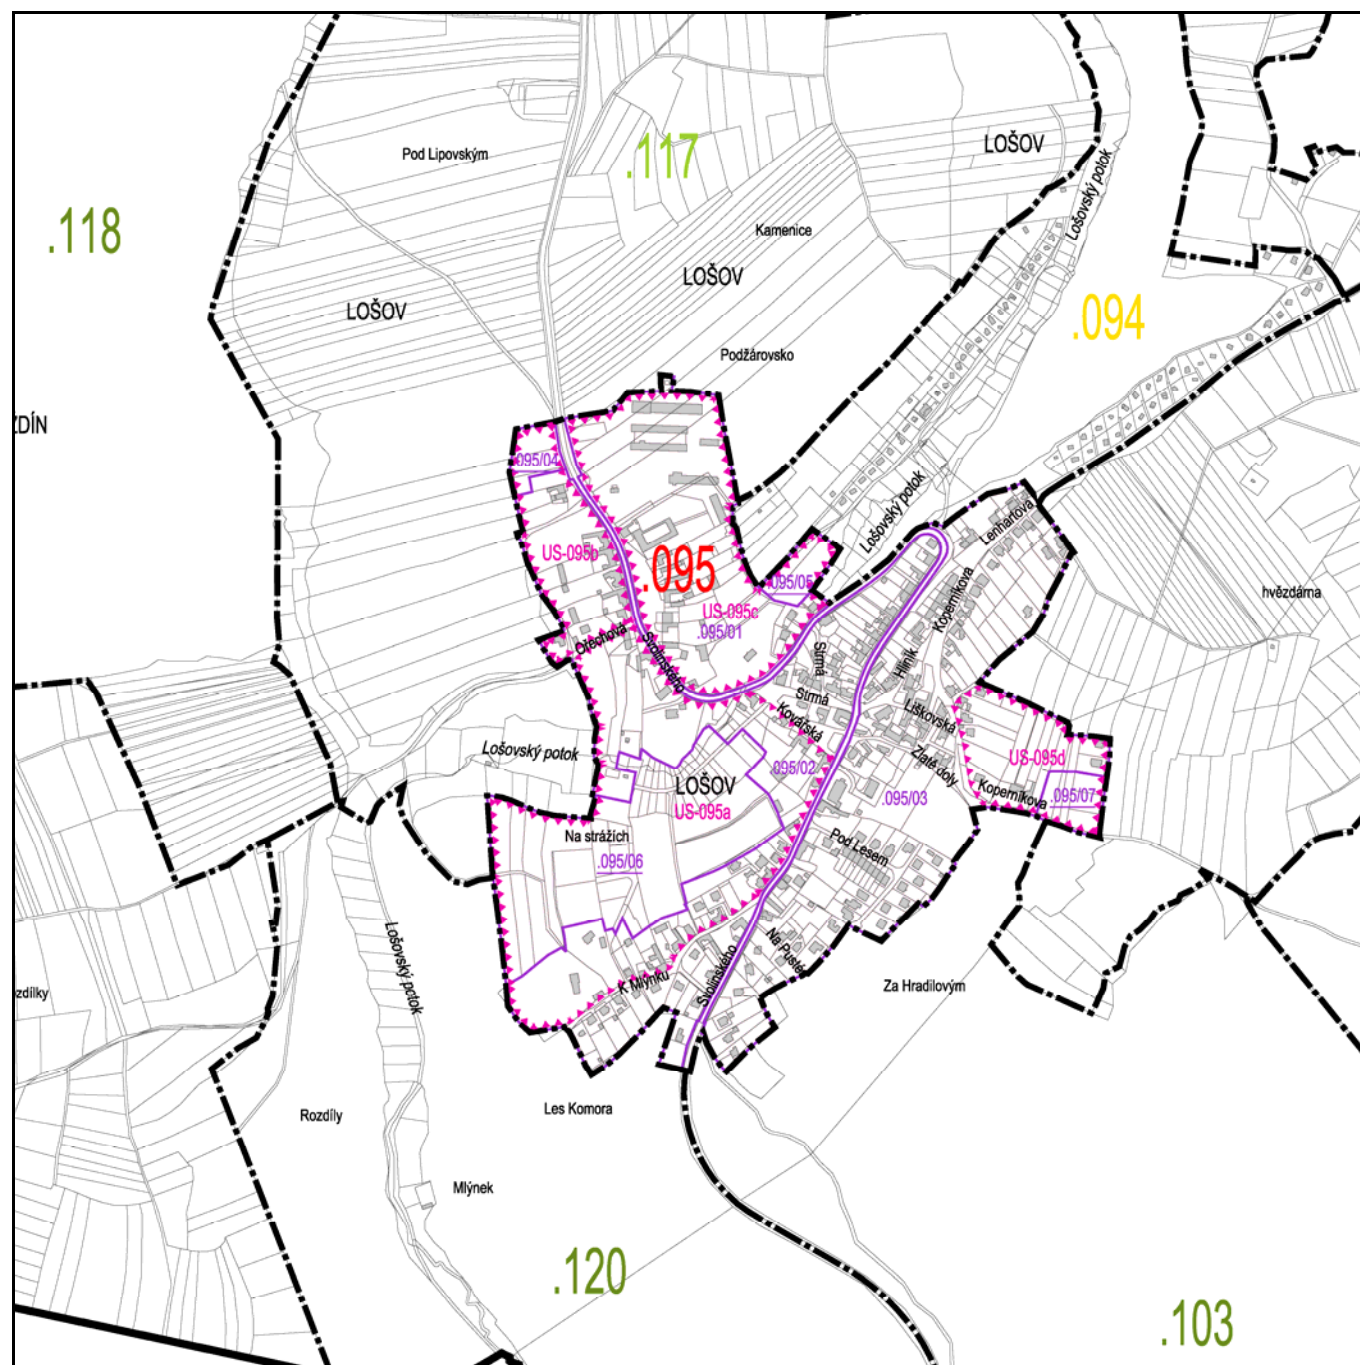 LOŠOV
.117
Pod Lipovským
.118
Lošovský potok
Kamenice
LOŠOV
LOŠOV
.094
Podžárovsko
ZDÍN
.095/04
Lošovský potok
Lenhartova
US-095b
.095
.095/05
Koperníkova
hvězdárna
US-095c
.095/01
Ořechová
Svolinského
Strmá
Hliník
Strmá
Liškovská
Kovářská
Lošovský potok
Zlaté doly
US-095d
.095/02
LOŠOV
Koperníkova
.095/07
.095/03
US-095a
Na strážích
Pod Lesem
.095/06
Lošovský potok
Na Pustěv
Svolinského
K Mlýnku
Za Hradilovým
zdílky
Les Komora
Rozdíly
Mlýnek
.120
.103